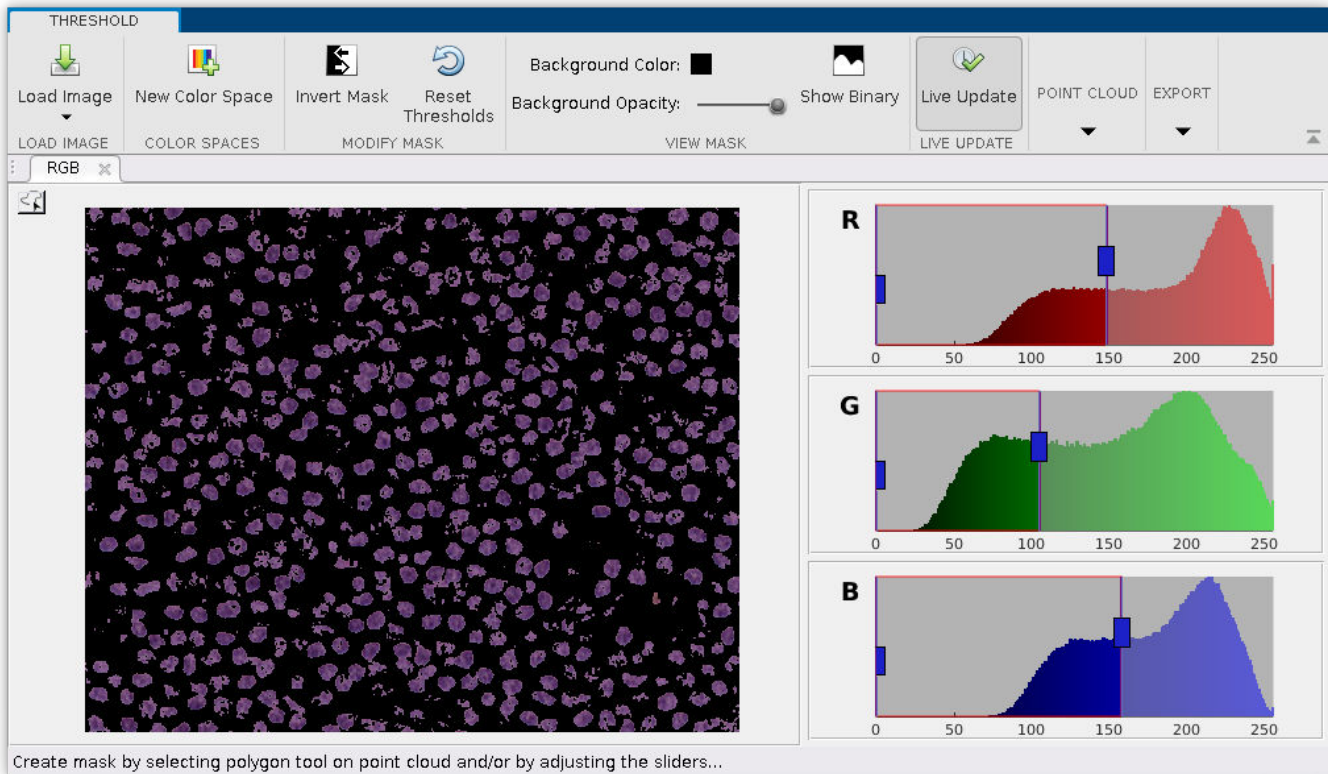 THRESHOLD
Load Image
New Color Space
Invert Mask
Reset
Thresholds
Background Color:
Background Opacity:
Show Binary
Live Update
POINT CLOUD
EXPORT
LOAD IMAGE
COLOR SPACES
MODIFY MASK
VIEW MASK
LIVE UPDATE
RGB
R
0 50 100 150 200 250
G
0 50 100 150 200 250
B
0 50 100 150 200 250
Create mask by selecting polygon tool on point cloud and/or by adjusting the sliders...